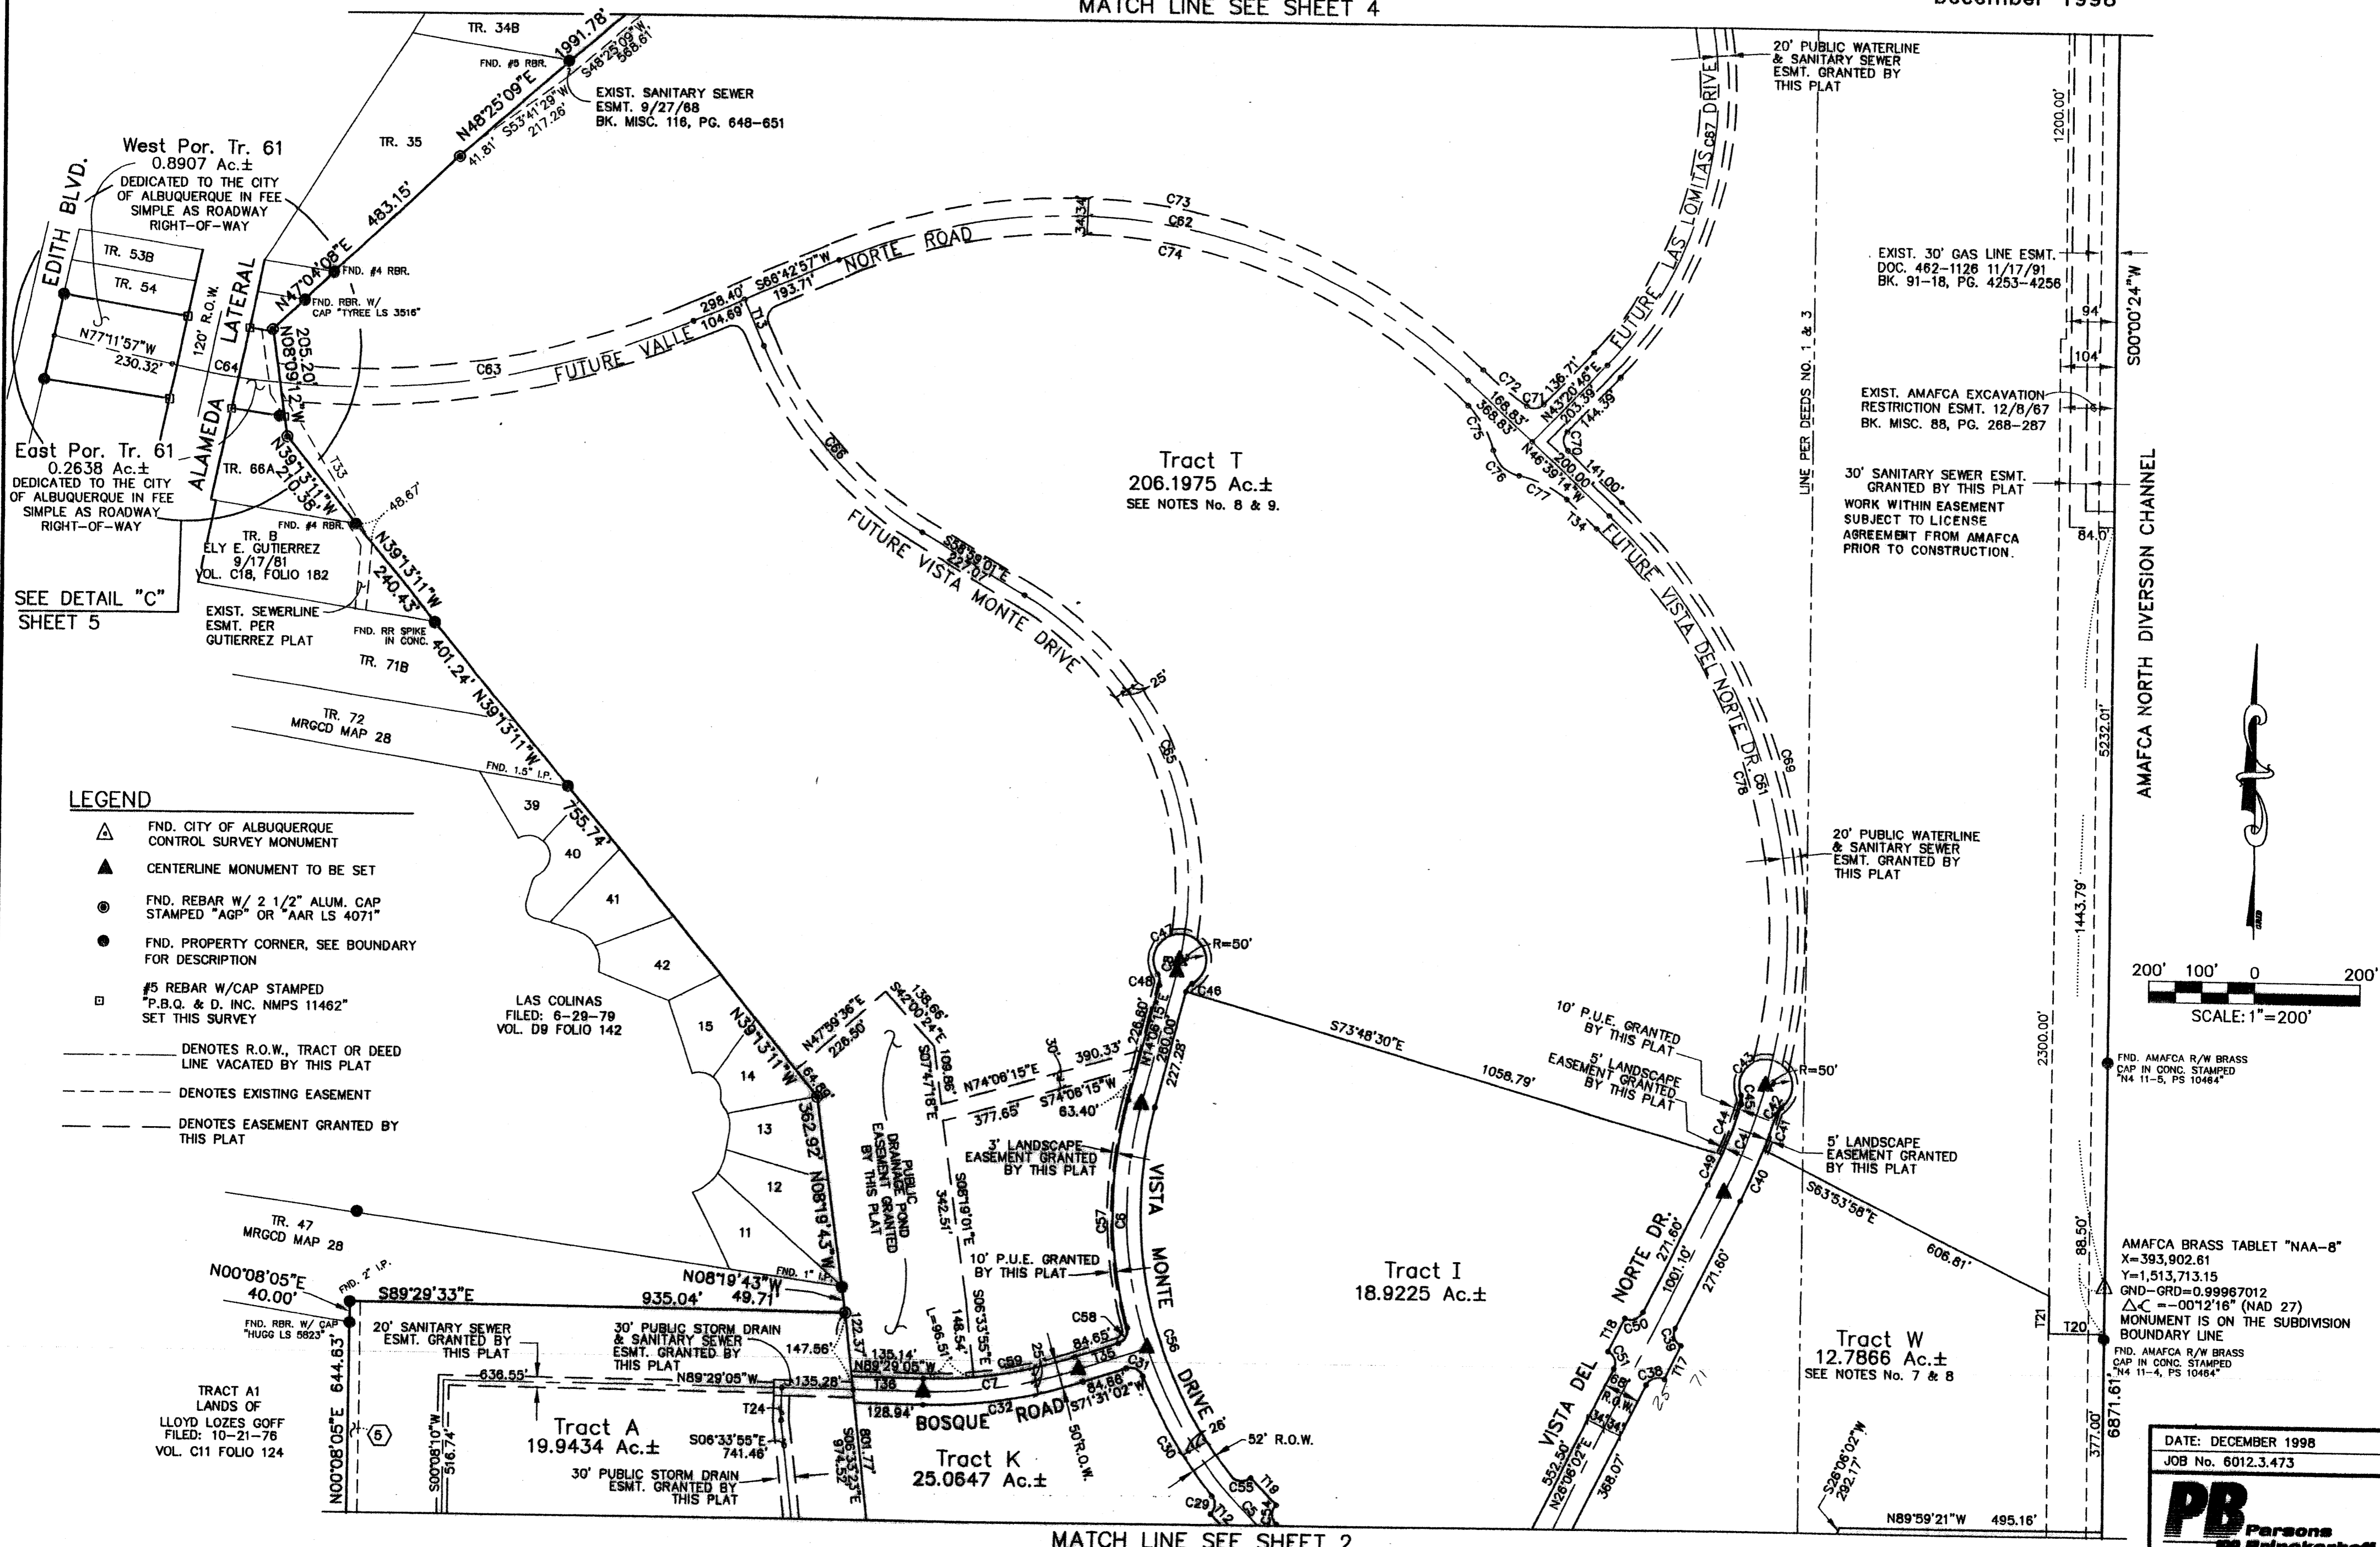 MATCH LINE SEE SHEET 4
December 1998
TR. 34B
FND. #5 RBR.
1991.78'
S48°25'09"W
568.61'
N48°25'09"E
S53°41'29"W
217.26'
41.81'
EXIST. SANITARY SEWER
ESMT. 9/27/68
BK. MISC. 116, PG. 648-651
TR. 35
483.15'
West Por. Tr. 61
0.8907 Ac.±
DEDICATED TO THE CITY
OF ALBUQUERQUE IN FEE
SIMPLE AS ROADWAY
RIGHT-OF-WAY
EDITH BLVD.
TR. 53B
TR. 54
N77°11'57"W
230.32'
120' R.O.W.
C64
ALAMEDA LATERAL
N47°04'08"E
FND. #4 RBR.
FND. RBR. W/
CAP "TYREE LS 3516"
205.20'
N08°09'12"W
East Por. Tr. 61
0.2638 Ac.±
DEDICATED TO THE CITY
OF ALBUQUERQUE IN FEE
SIMPLE AS ROADWAY
RIGHT-OF-WAY
TR. 66A
N39°13'11"W
210.38'
T33
48.67'
FND. #4 RBR.
TR. B
ELY E. GUTIERREZ
9/17/81
VOL. C18, FOLIO 182
N39°13'11"W
240.43'
SEE DETAIL "C"
SHEET 5
EXIST. SEWERLINE
ESMT. PER
GUTIERREZ PLAT
FND. RR SPIKE
IN CONC.
TR. 71B
401.24'
N39°13'11"W
TR. 72
MRGCD MAP 28
FND. 1.5" I.P.
755.74'
C63
FUTURE VALLE
NORTE ROAD
298.40'
104.69'
S66°42'57"W
193.71'
T13
34'
34'
C73
C62
C74
C66
S58°59'01"E
227.07'
FUTURE VISTA MONTE DRIVE
25'
C65
Tract T
206.1975 Ac.±
SEE NOTES No. 8 & 9.
C72
C71
136.71'
168.83'
368.83'
N43°20'46"E
203.39'
144.39'
C70
C75
C76
C77
200.00'
141.00'
N46°39'14"W
T34
FUTURE LAS LOMITAS
C67
DRIVE
20' PUBLIC WATERLINE
& SANITARY SEWER
ESMT. GRANTED BY
THIS PLAT
FUTURE VISTA DEL NORTE DR.
C61
C69
C78
LINE PER DEEDS NO. 1 & 3
1200.00'
EXIST. 30' GAS LINE ESMT.
DOC. 462-1126 11/17/91
BK. 91-18, PG. 4253-4256
94'
104'
S00°00'24"W
EXIST. AMAFCA EXCAVATION
RESTRICTION ESMT. 12/8/67
BK. MISC. 88, PG. 268-287
30' SANITARY SEWER ESMT.
GRANTED BY THIS PLAT
WORK WITHIN EASEMENT
SUBJECT TO LICENSE
AGREEMENT FROM AMAFCA
PRIOR TO CONSTRUCTION.
84.0'
AMAFCA NORTH DIVERSION CHANNEL
5232.01'
20' PUBLIC WATERLINE
& SANITARY SEWER
ESMT. GRANTED BY
THIS PLAT
1443.79'
2300.00'
200' 100' 0 200'
SCALE: 1"=200'
LEGEND
FND. CITY OF ALBUQUERQUE
CONTROL SURVEY MONUMENT
CENTERLINE MONUMENT TO BE SET
FND. REBAR W/ 2 1/2" ALUM. CAP
STAMPED "AGP" OR "AAR LS 4071"
FND. PROPERTY CORNER, SEE BOUNDARY
FOR DESCRIPTION
#5 REBAR W/CAP STAMPED
"P.B.Q. & D. INC. NMPS 11462"
SET THIS SURVEY
DENOTES R.O.W., TRACT OR DEED
LINE VACATED BY THIS PLAT
DENOTES EXISTING EASEMENT
DENOTES EASEMENT GRANTED BY
THIS PLAT
39
40
41
42
15
14
13
12
11
LAS COLINAS
FILED: 6-29-79
VOL. D9 FOLIO 142
N39°13'11"W
64.89'
N47°59'36"E
226.50'
138.66'
S42°00'24"E
109.86'
S07°47'18"E
362.92'
N08°19'43"W
PUBLIC
DRAINAGE POND
EASEMENT GRANTED
BY THIS PLAT
30'
N74°06'15"E
390.33'
377.65'
S74°06'15"W
63.40'
S08°19'01"E
342.51'
S06°33'55"E
148.54'
L=96.51'
3' LANDSCAPE
EASEMENT GRANTED
BY THIS PLAT
10' P.U.E. GRANTED
BY THIS PLAT
C47
R=50'
C8
C48
C46
226.60'
N14°06'15"E
260.00'
227.28'
C57
C6
VISTA MONTE DRIVE
C58
C56
S73°48'30"E
1058.79'
10' P.U.E. GRANTED
BY THIS PLAT
5' LANDSCAPE
EASEMENT GRANTED
BY THIS PLAT
C43
R=50'
C45
C42
C44
C4
C41
C49
C40
5' LANDSCAPE
EASEMENT GRANTED
BY THIS PLAT
S63°53'58"E
606.81'
T21
T20
88.50'
FND. AMAFCA R/W BRASS
CAP IN CONC. STAMPED
"N4 11-5, PS 10464"
AMAFCA BRASS TABLET "NAA-8"
X=393,902.61
Y=1,513,713.15
GND-GRD=0.99967012
=-00°12'16" (NAD 27)
MONUMENT IS ON THE SUBDIVISION
BOUNDARY LINE
FND. AMAFCA R/W BRASS
CAP IN CONC. STAMPED
"N4 11-4, PS 10464"
TR. 47
MRGCD MAP 28
N00°08'05"E
40.00'
FND. 2" I.P.
FND. RBR. W/ CAP
"HUGG LS 5823"
S89°29'33"E 935.04'
N08°19'43"W
49.71'
FND. 1" I.P.
20' SANITARY SEWER
ESMT. GRANTED BY
THIS PLAT
30' PUBLIC STORM DRAIN
& SANITARY SEWER
ESMT. GRANTED BY
THIS PLAT
147.56'
122.37'
135.14'
N89°29'05"W
T36
128.94'
C59
C7
C32
25'
84.65'
T35
84.66'
S71°31'02"W
C31
BOSQUE ROAD
50' R.O.W.
636.55'
N89°29'05"W
135.28'
T24
S06°33'55"E
741.46'
30' PUBLIC STORM DRAIN
ESMT. GRANTED BY
THIS PLAT
S06°33'23"E
974.52'
801.77'
N00°08'05"E 644.63'
5
S00°08'10"W
516.74'
TRACT A1
LANDS OF
LLOYD LOZES GOFF
FILED: 10-21-76
VOL. C11 FOLIO 124
Tract A
19.9434 Ac.±
Tract K
25.0647 Ac.±
C30
26'
52' R.O.W.
C29
T12
C55
T19
C5
C54
Tract I
18.9225 Ac.±
VISTA DEL NORTE DR.
271.60'
1001.10'
271.60'
C50
T18
C51
C39
T17
C38
68'
R.O.W.
34'
34'
552.50'
N26°06'02"E
368.07'
25
71
Tract W
12.7866 Ac.±
SEE NOTES No. 7 & 8
S26°06'02"W
292.17'
N89°59'21"W 495.16'
377.00'
6871.61'
MATCH LINE SEE SHEET 2
DATE: DECEMBER 1998
JOB No. 6012.3.473
PB
Parsons